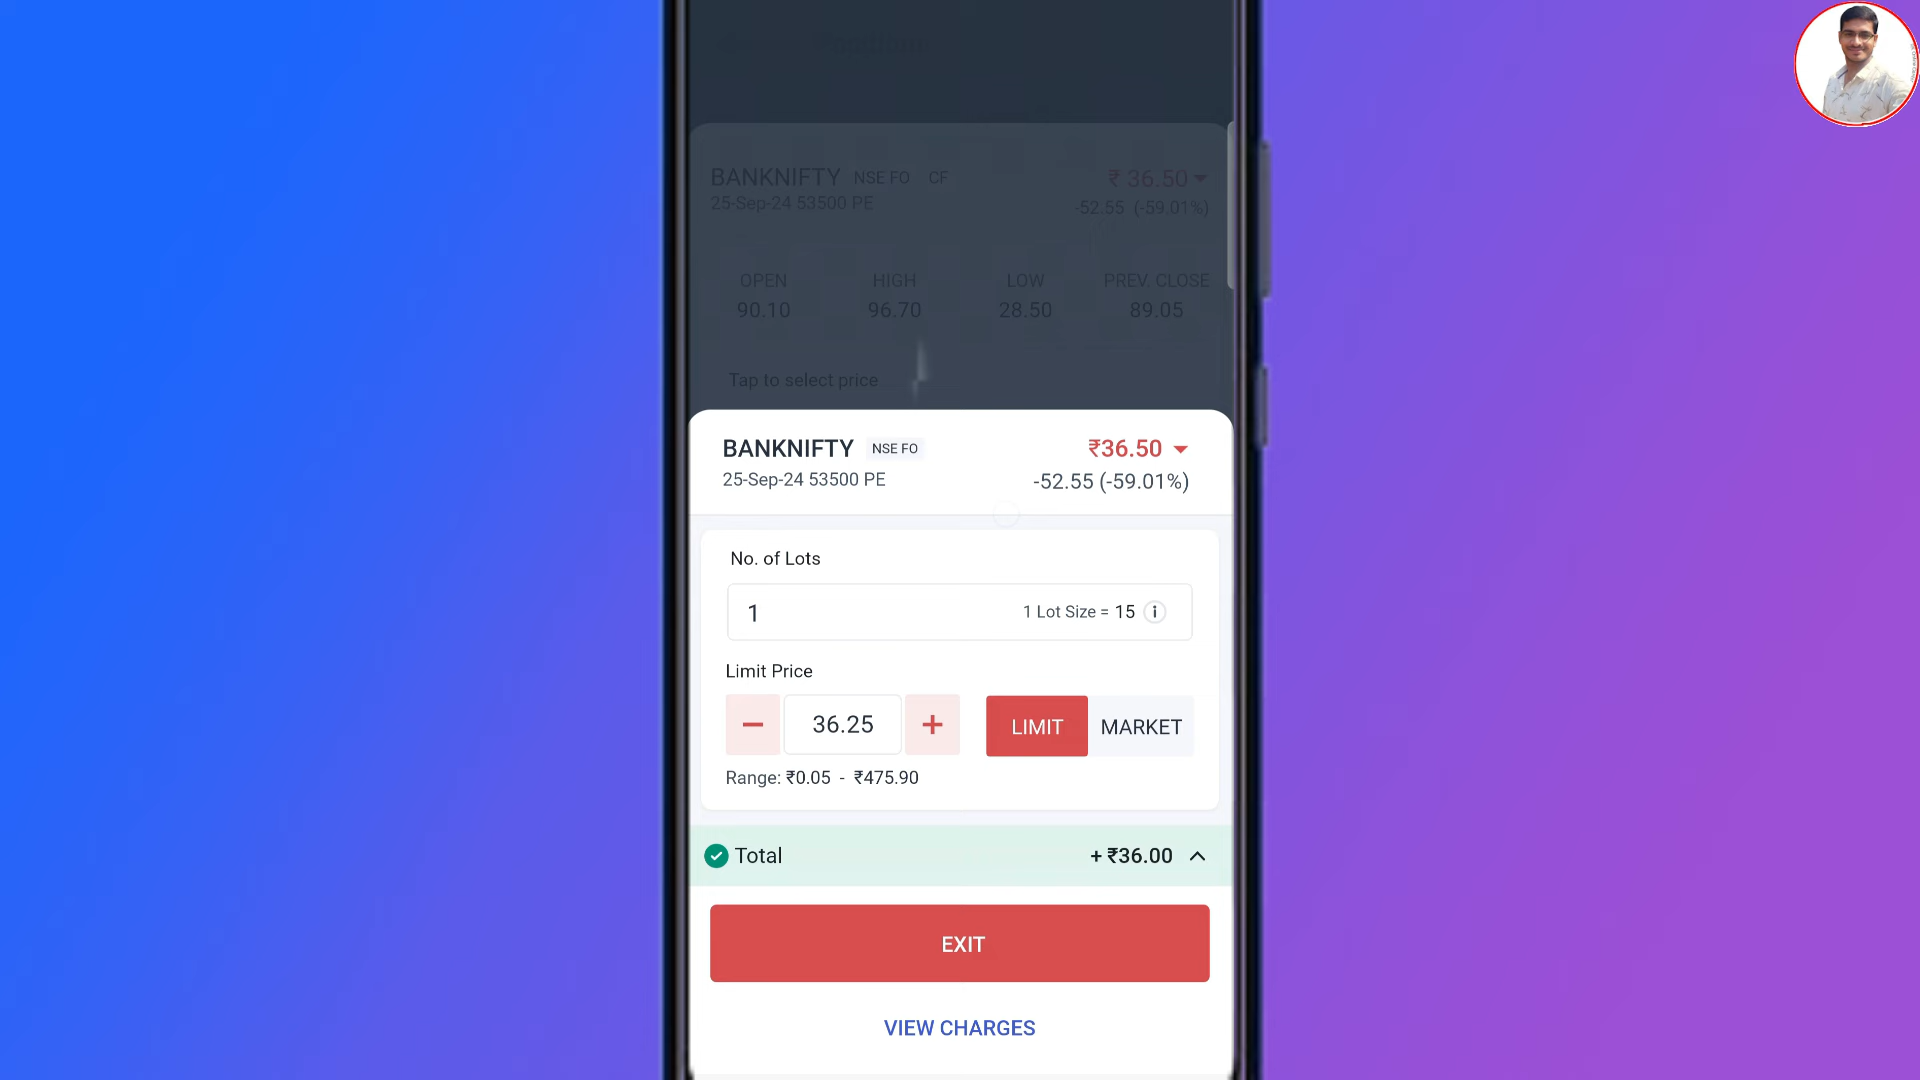 BANKNIFTY NSE FO CF ₹ 36.50
25-Sep-24 53500 PE -52.55 (-59.01%)
OPEN HIGH LOW PREV. CLOSE
90.10 96.70 28.50 89.05
Tap to select price
BANKNIFTY NSE FO ₹36.50
25-Sep-24 53500 PE -52.55 (-59.01%)
No. of Lots
1 1 Lot Size = 15
Limit Price
− 36.25 + LIMIT MARKET
Range: ₹0.05 - ₹475.90
Total + ₹36.00
EXIT
VIEW CHARGES